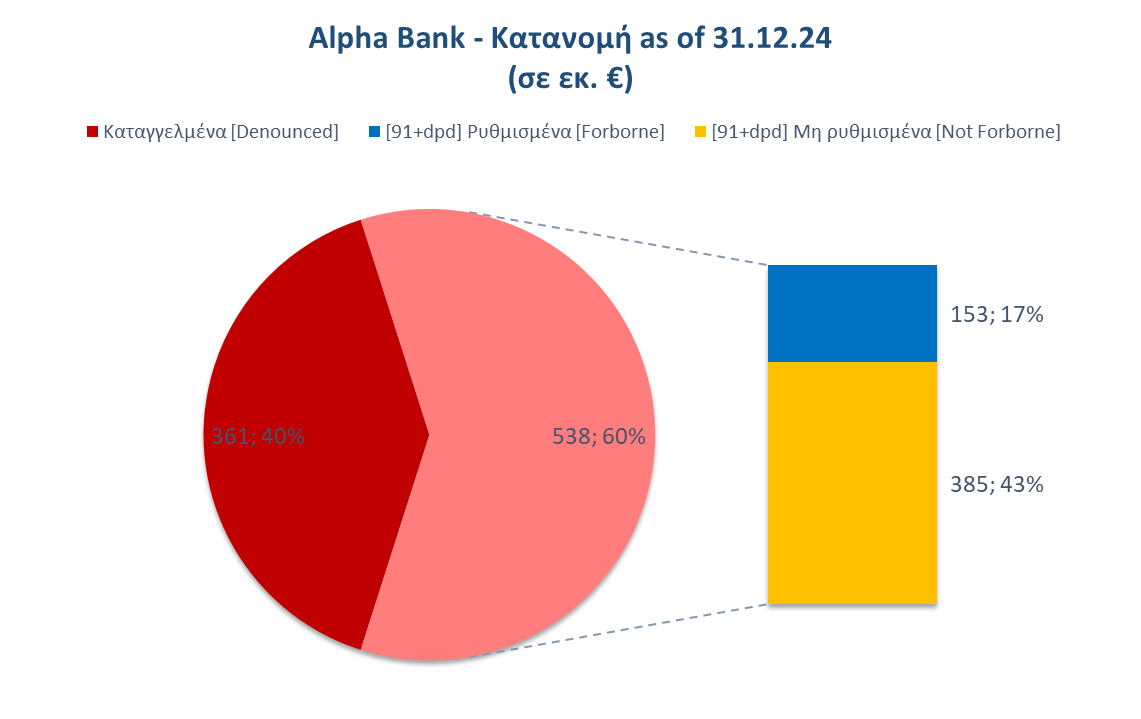 Alpha Bank - Κατανομή as of 31.12.24
(σε εκ. €)
Καταγγελμένα [Denounced] [91+dpd] Ρυθμισμένα [Forborne] [91+dpd] Μη ρυθμισμένα [Not Forborne]
153; 17%
361; 40% 538; 60%
385; 43%